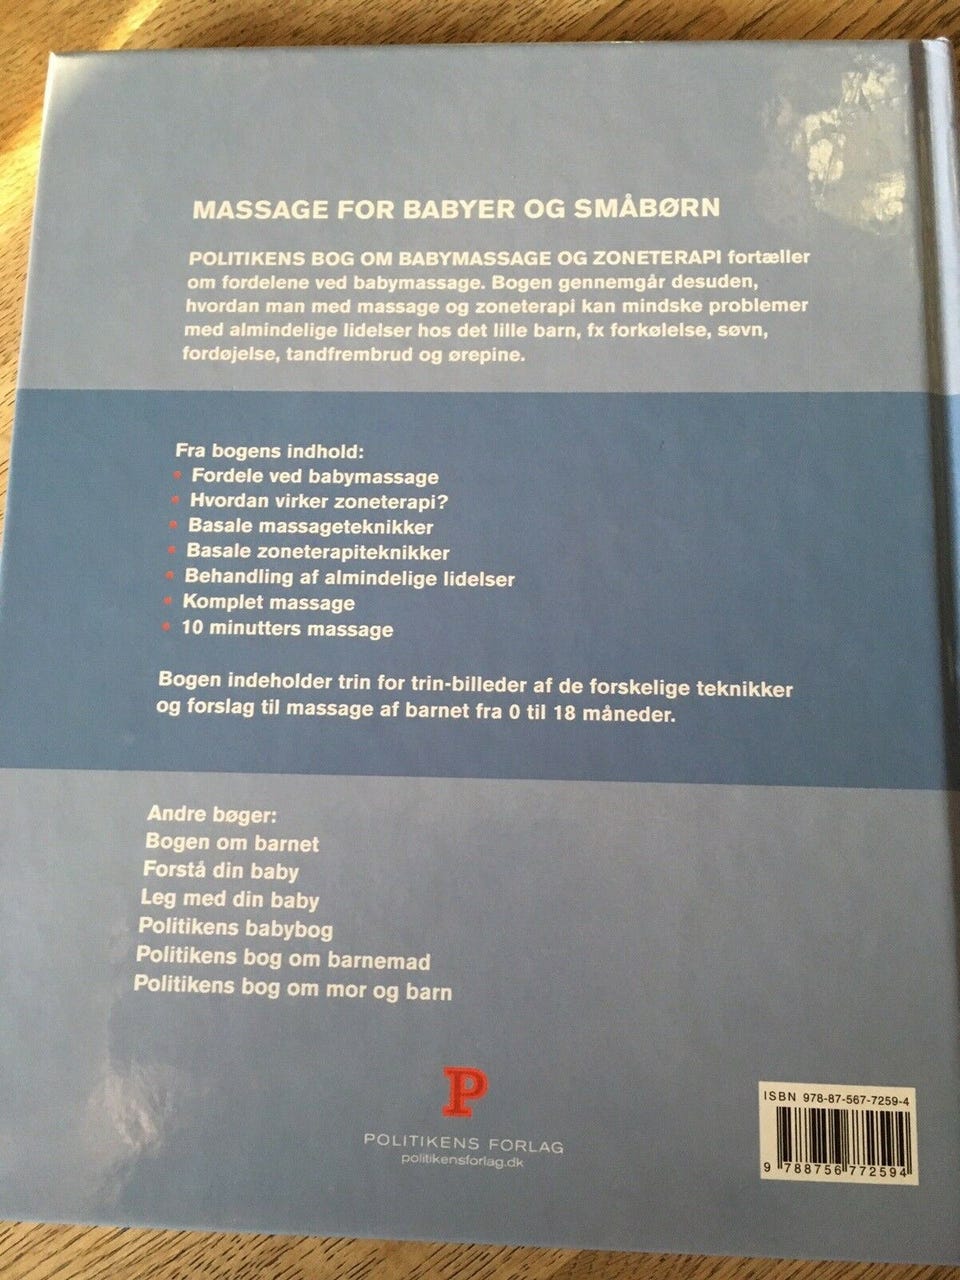 MASSAGE FOR BABYER OG SMÅBØRN
POLITIKENS BOG OM BABYMASSAGE OG ZONETERAPI fortæller
om fordelene ved babymassage. Bogen gennemgår desuden,
hvordan man med massage og zoneterapi kan mindske problemer
med almindelige lidelser hos det lille barn, fx forkølelse, søvn,
fordøjelse, tandfrembrud og ørepine.
Fra bogens indhold:
• Fordele ved babymassage
• Hvordan virker zoneterapi?
• Basale massageteknikker
• Basale zoneterapiteknikker
• Behandling af almindelige lidelser
• Komplet massage
• 10 minutters massage
Bogen indeholder trin for trin-billeder af de forskelige teknikker
og forslag til massage af barnet fra 0 til 18 måneder.
Andre bøger:
Bogen om barnet
Forstå din baby
Leg med din baby
Politikens babybog
Politikens bog om barnemad
Politikens bog om mor og barn
P
POLITIKENS FORLAG
politikensforlag.dk
ISBN 978-87-567-7259-4
9 788756 772594